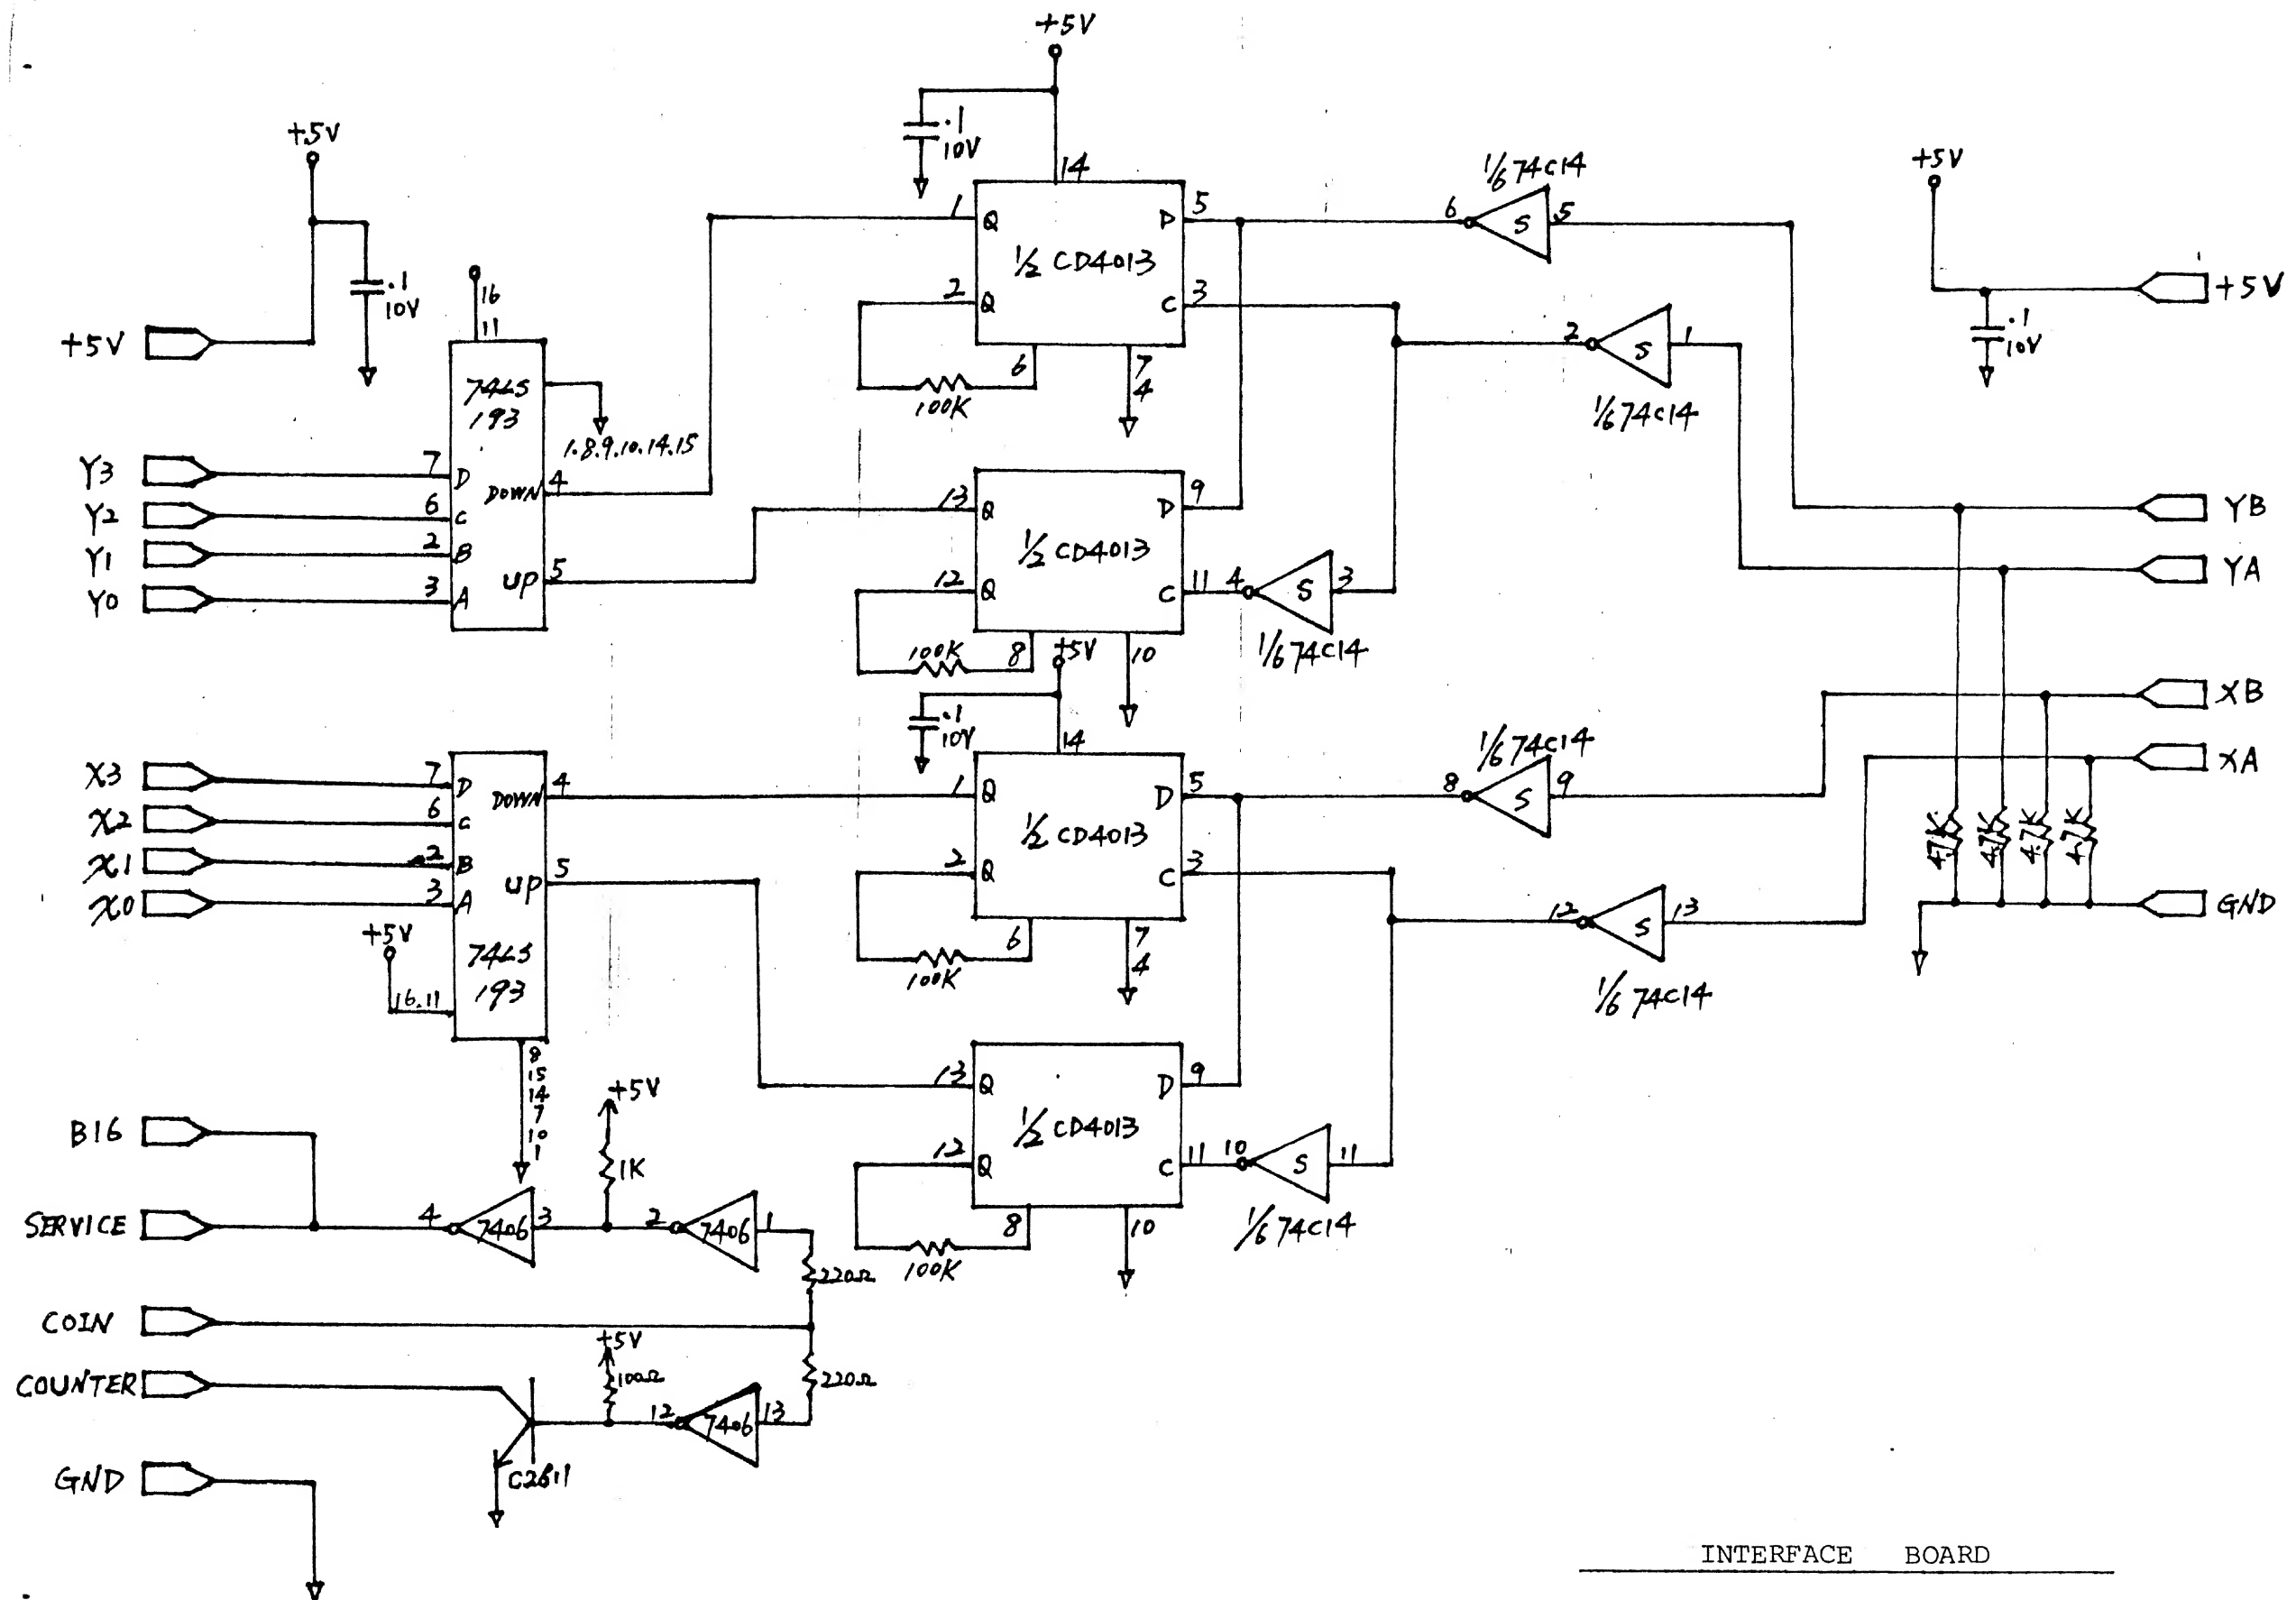 +5V
.1
10V
14
+5V
.1
10V
+5V
16
11
74LS
193
1.8.9.10.14.15
Y3
7
D
DOWN
4
Y2
6
C
Y1
2
B
UP
5
Y0
3
A
1
Q
D
5
1/2 CD4013
2
Q
C
3
6
7
4
100K
13
Q
D
9
1/2 CD4013
12
Q
C
11
8
10
100K
1/6 74C14
6
S
5
2
S
1
1/6 74C14
4
S
3
1/6 74C14
+5V
+5V
.1
10V
YB
YA
XB
XA
4.7K
4.7K
4.7K
4.7K
GND
+5V
.1
10V
14
X3
7
D
DOWN
4
X2
6
C
X1
2
B
UP
5
X0
3
A
+5V
16.11
74LS
193
8
15
14
7
10
1
1
Q
D
5
1/2 CD4013
2
Q
C
3
6
7
4
100K
13
Q
D
9
1/2 CD4013
12
Q
C
11
8
10
100K
1/6 74C14
8
S
9
12
S
13
1/6 74C14
10
S
11
1/6 74C14
B16
+5V
1K
SERVICE
4
7406
3
2
7406
1
220Ω
COIN
+5V
100Ω
220Ω
COUNTER
12
7406
13
C2611
GND
INTERFACE BOARD